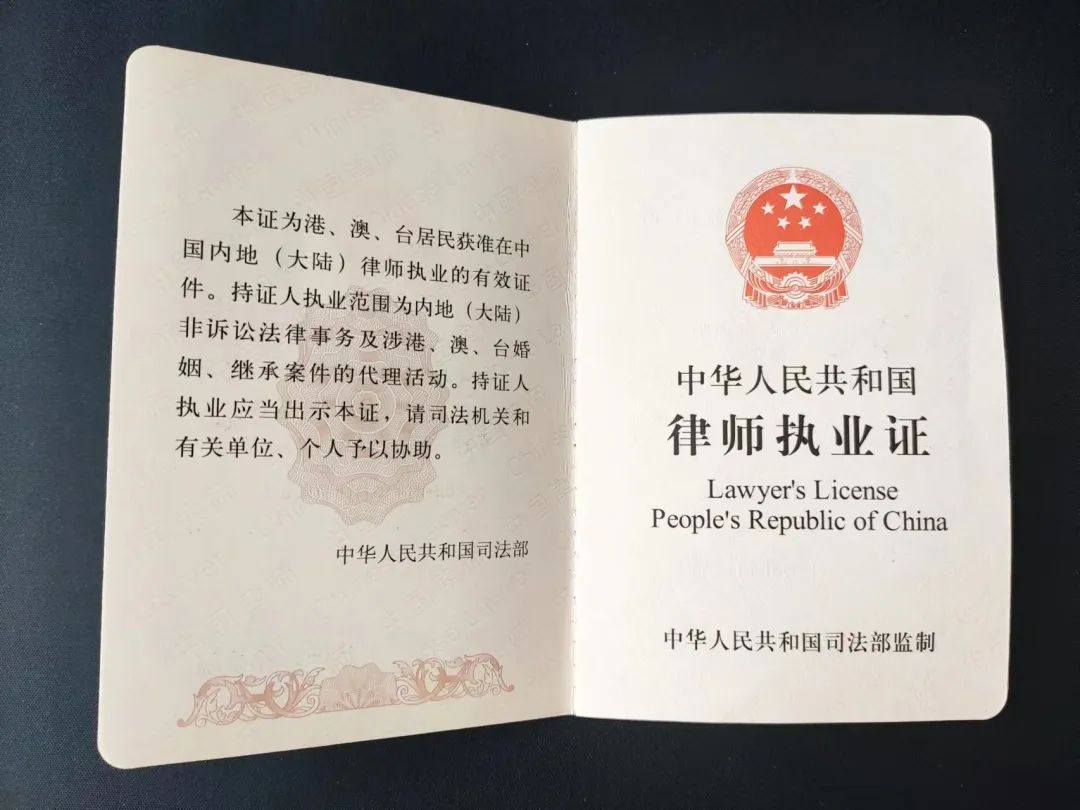 本证为港、澳、台居民获准在中
国内地（大陆）律师执业的有效证
件。持证人执业范围为内地（大陆）
非诉讼法律事务及涉港、澳、台婚
姻、继承案件的代理活动。持证人
执业应当出示本证，请司法机关和
有关单位、个人予以协助。
中华人民共和国司法部
中华人民共和国
律师执业证
Lawyer's License
People's Republic of China
中华人民共和国司法部监制